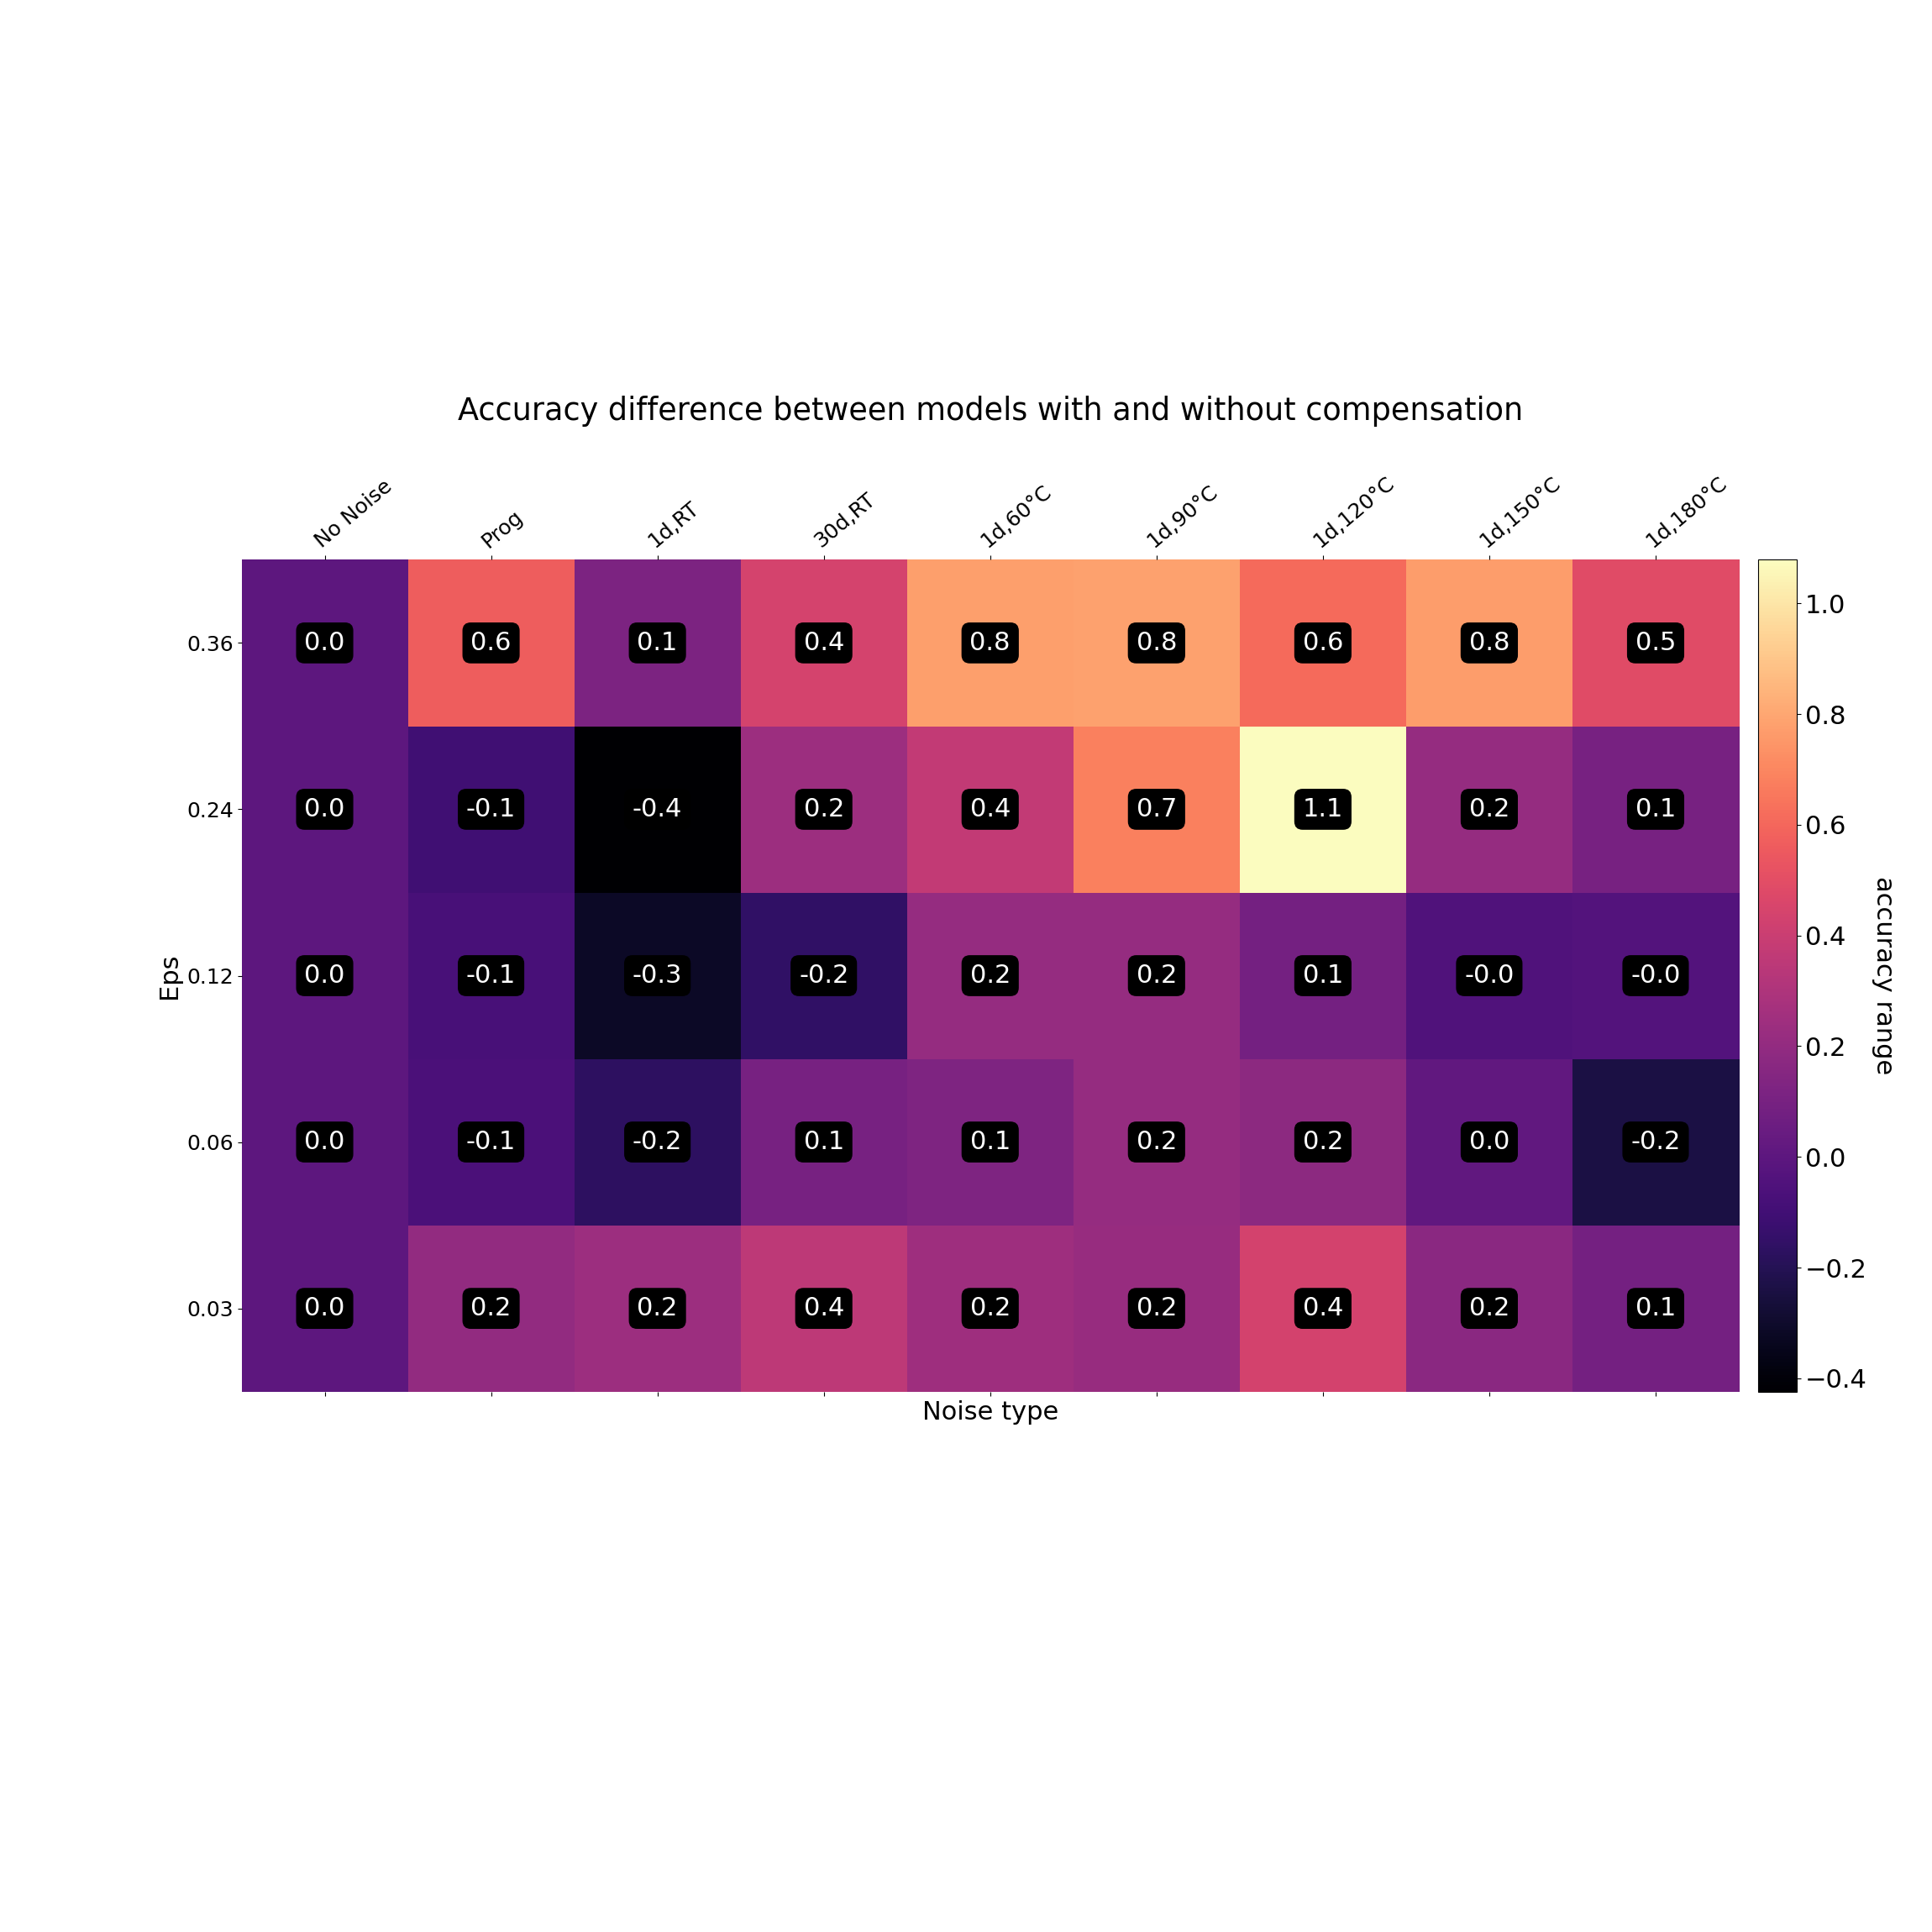 Accuracy difference between models with and without compensation
No Noise
Prog
1d,RT
30d,RT
1d,60°C
1d,90°C
1d,120°C
1d,150°C
1d,180°C
0.36
0.0 0.6 0.1 0.4 0.8 0.8 0.6 0.8 0.5
0.24
0.0 -0.1 -0.4 0.2 0.4 0.7 1.1 0.2 0.1
0.12
0.0 -0.1 -0.3 -0.2 0.2 0.2 0.1 -0.0 -0.0
0.06
0.0 -0.1 -0.2 0.1 0.1 0.2 0.2 0.0 -0.2
0.03
0.0 0.2 0.2 0.4 0.2 0.2 0.4 0.2 0.1
Eps
Noise type
1.0
0.8
0.6
0.4
0.2
0.0
−0.2
−0.4
accuracy range